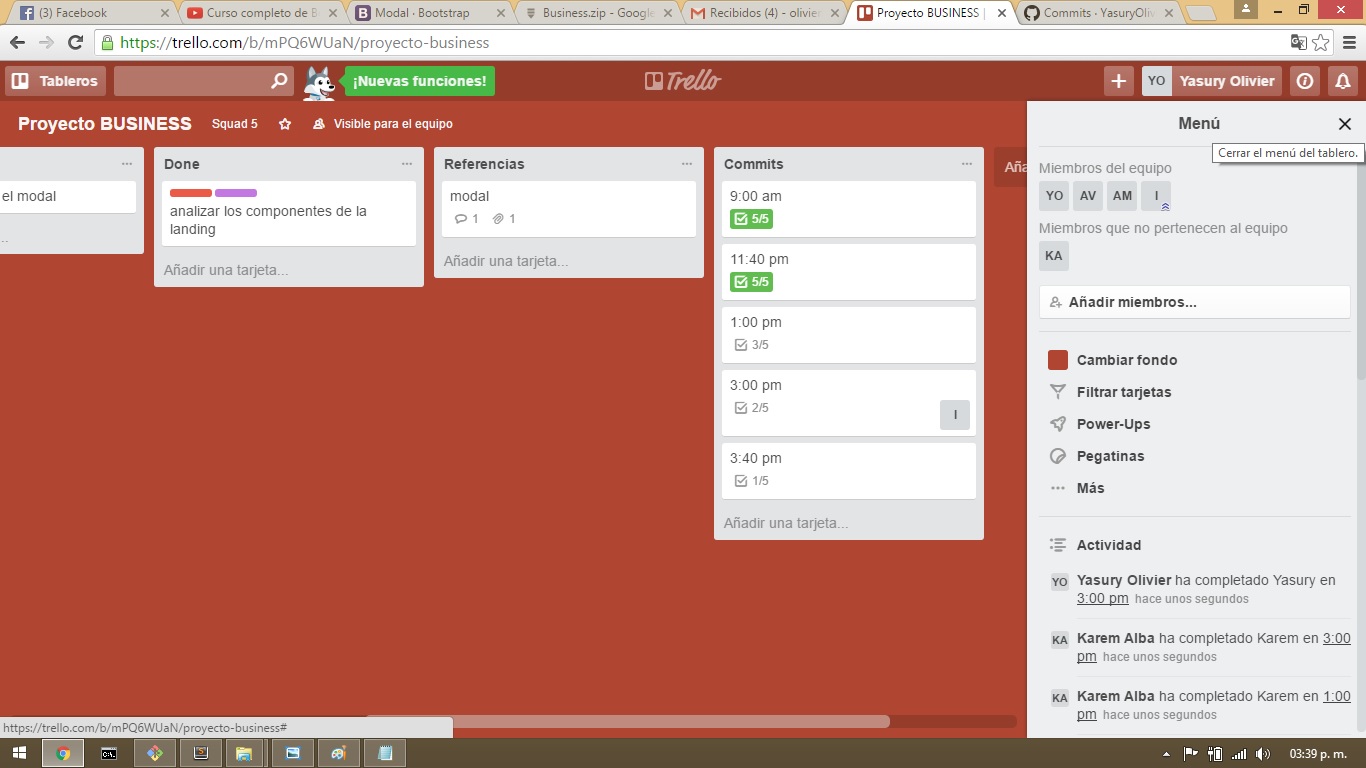 (3) Facebook
Curso completo de B
Modal · Bootstrap
Business.zip - Google
Recibidos (4) - olivier
Proyecto BUSINESS |
Commits · YasuryOliv
https://trello.com/b/mPQ6WUaN/proyecto-business
Tableros
¡Nuevas funciones!
Trello
YO Yasury Olivier
Proyecto BUSINESS
Squad 5
Visible para el equipo
el modal
..
Done
analizar los componentes de la
landing
Añadir una tarjeta...
Referencias
modal
1 1
Añadir una tarjeta...
Commits
9:00 am
5/5
11:40 pm
5/5
1:00 pm
3/5
3:00 pm
2/5
I
3:40 pm
1/5
Añadir una tarjeta...
Aña
Menú
Cerrar el menú del tablero.
Miembros del equipo
YO AV AM I
Miembros que no pertenecen al equipo
KA
Añadir miembros...
Cambiar fondo
Filtrar tarjetas
Power-Ups
Pegatinas
Más
Actividad
YO Yasury Olivier ha completado Yasury en
3:00 pm hace unos segundos
KA Karem Alba ha completado Karem en 3:00
pm hace unos segundos
KA Karem Alba ha completado Karem en 1:00
pm hace unos segundos
https://trello.com/b/mPQ6WUaN/proyecto-business#
03:39 p. m.